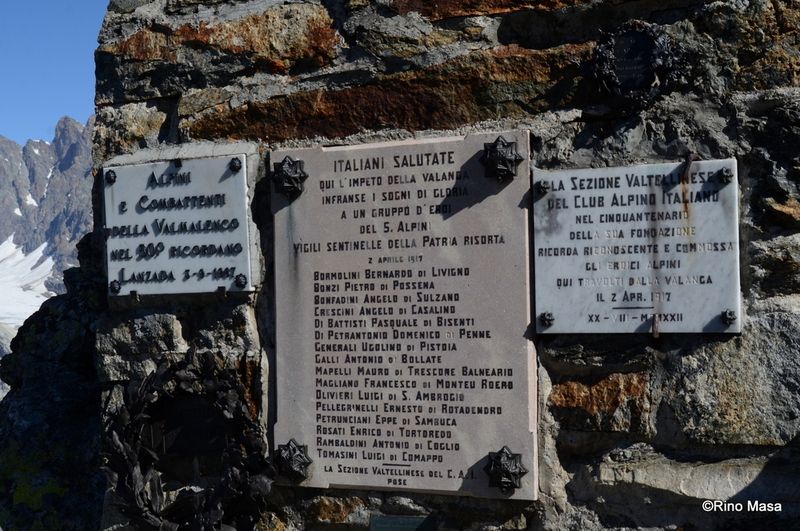 ALPINI
E COMBATTENTI
DELLA VALMALENCO
NEL 90° RICORDANO
LANZADA 3-9-1987
ITALIANI SALUTATE
QUI L'IMPETO DELLA VALANGA
INFRANSE I SOGNI DI GLORIA
A UN GRUPPO D'EROI
DEL 5. ALPINI
VIGILI SENTINELLE DELLA PATRIA RISORTA
2 APRILE 1917
BORMOLINI BERNARDO DI LIVIGNO
BONZI PIETRO DI POSSENA
BONFADINI ANGELO DI SULZANO
CRESCINI ANGELO DI CASALINO
DI BATTISTI PASQUALE DI BISENTI
DI PETRANTONIO DOMENICO DI PENNE
GENERALI UGOLINO DI PISTOIA
GALLI ANTONIO DI BOLLATE
MAPELLI MAURO DI TRESCORE BALNEARIO
MAGLIANO FRANCESCO DI MONTEU ROERO
OLIVIERI LUIGI DI S. AMBROGIO
PELLEGRINELLI ERNESTO DI ROTADENDRO
PETRUNCIANI EPPE DI SAMBUCA
ROSATI ENRICO DI TORTOREDO
RAMBALDINI ANTONIO DI COGLIO
TOMASINI LUIGI DI COMAPPO
LA SEZIONE VALTELLINESE DEL C.A.I.
POSE
LA SEZIONE VALTELLINESE
DEL CLUB ALPINO ITALIANO
NEL CINQUANTENARIO
DELLA SUA FONDAZIONE
RICORDA RICONOSCENTE E COMMOSSA
GLI EROICI ALPINI
QUI TRAVOLTI DALLA VALANGA
IL 2 APR. 1917
XX - VII - MCMLXXII
©Rino Masa